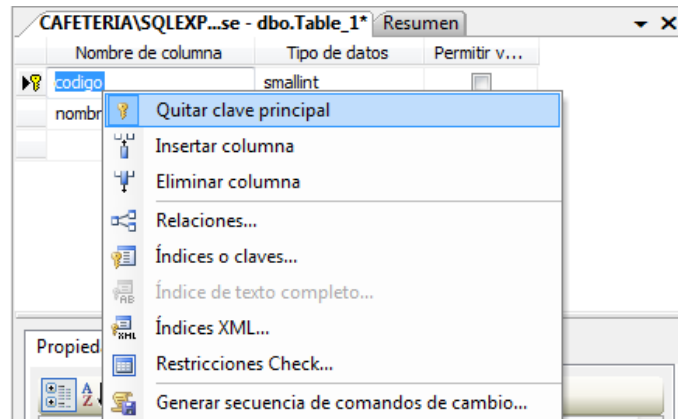 CAFETERIA\SQLEXP...se - dbo.Table_1* Resumen
Nombre de columna Tipo de datos Permitir v...
codigo smallint
nombr
Quitar clave principal
Insertar columna
Eliminar columna
Relaciones...
Índices o claves...
Índice de texto completo...
Índices XML...
Restricciones Check...
Generar secuencia de comandos de cambio...
Propied